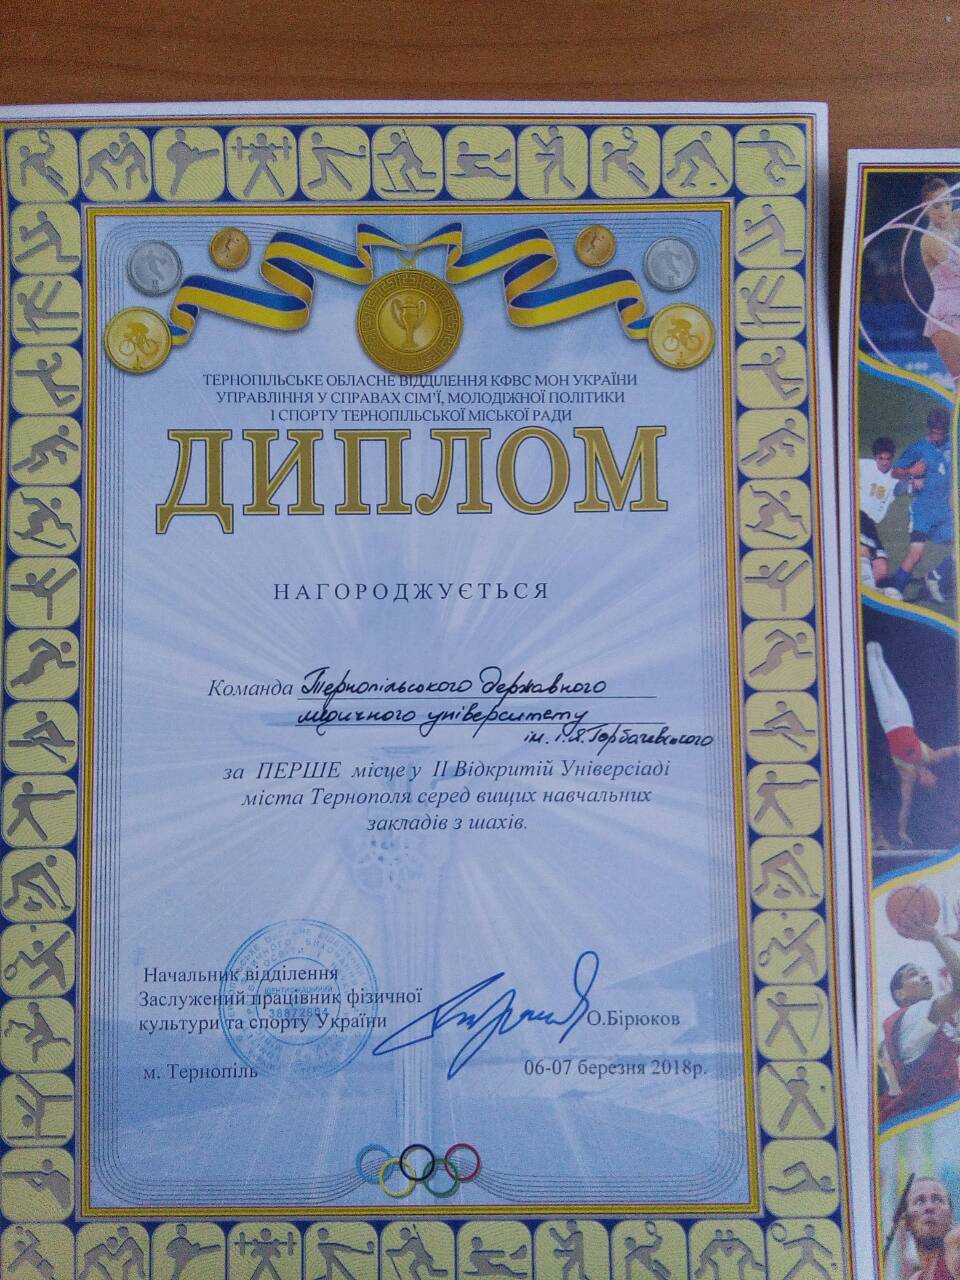 ТЕРНОПІЛЬСЬКЕ ОБЛАСНЕ ВІДДІЛЕННЯ КФВС МОН УКРАЇНИ
УПРАВЛІННЯ У СПРАВАХ СІМ'Ї, МОЛОДІЖНОЇ ПОЛІТИКИ
І СПОРТУ ТЕРНОПІЛЬСЬКОЇ МІСЬКОЇ РАДИ
ДИПЛОМ
НАГОРОДЖУЄТЬСЯ
Команда Тернопільського державного
медичного університету
ім. І.Я. Горбачевського
за ПЕРШЕ місце у II Відкритій Універсіаді
міста Тернополя серед вищих навчальних
закладів з шахів.
Начальник відділення
Заслужений працівник фізичної
культури та спорту України
О.Бірюков
м. Тернопіль
06-07 березня 2018р.